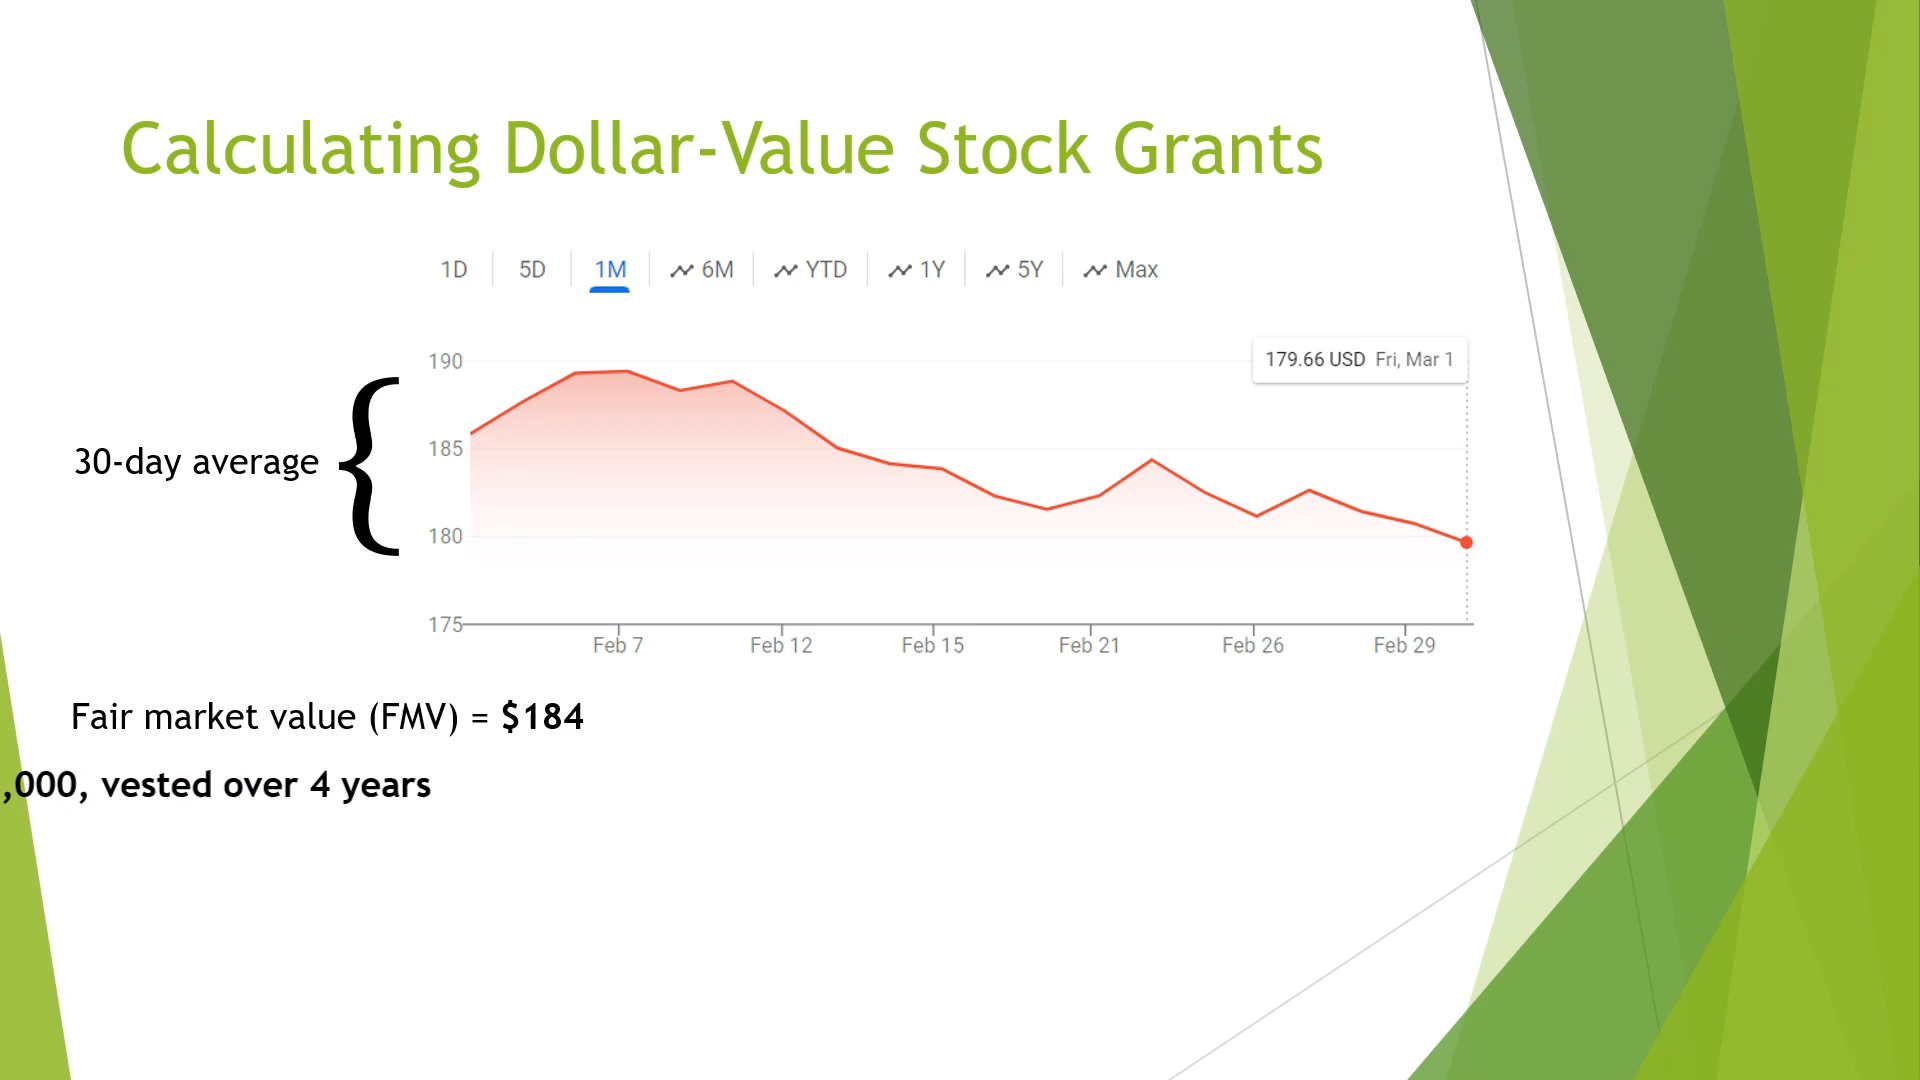 Calculating Dollar-Value Stock Grants
1D 5D 1M 6M YTD 1Y 5Y Max
179.66 USD Fri, Mar 1
190
185
180
175
30-day average
Feb 7 Feb 12 Feb 15 Feb 21 Feb 26 Feb 29
Fair market value (FMV) = $184
,000, vested over 4 years